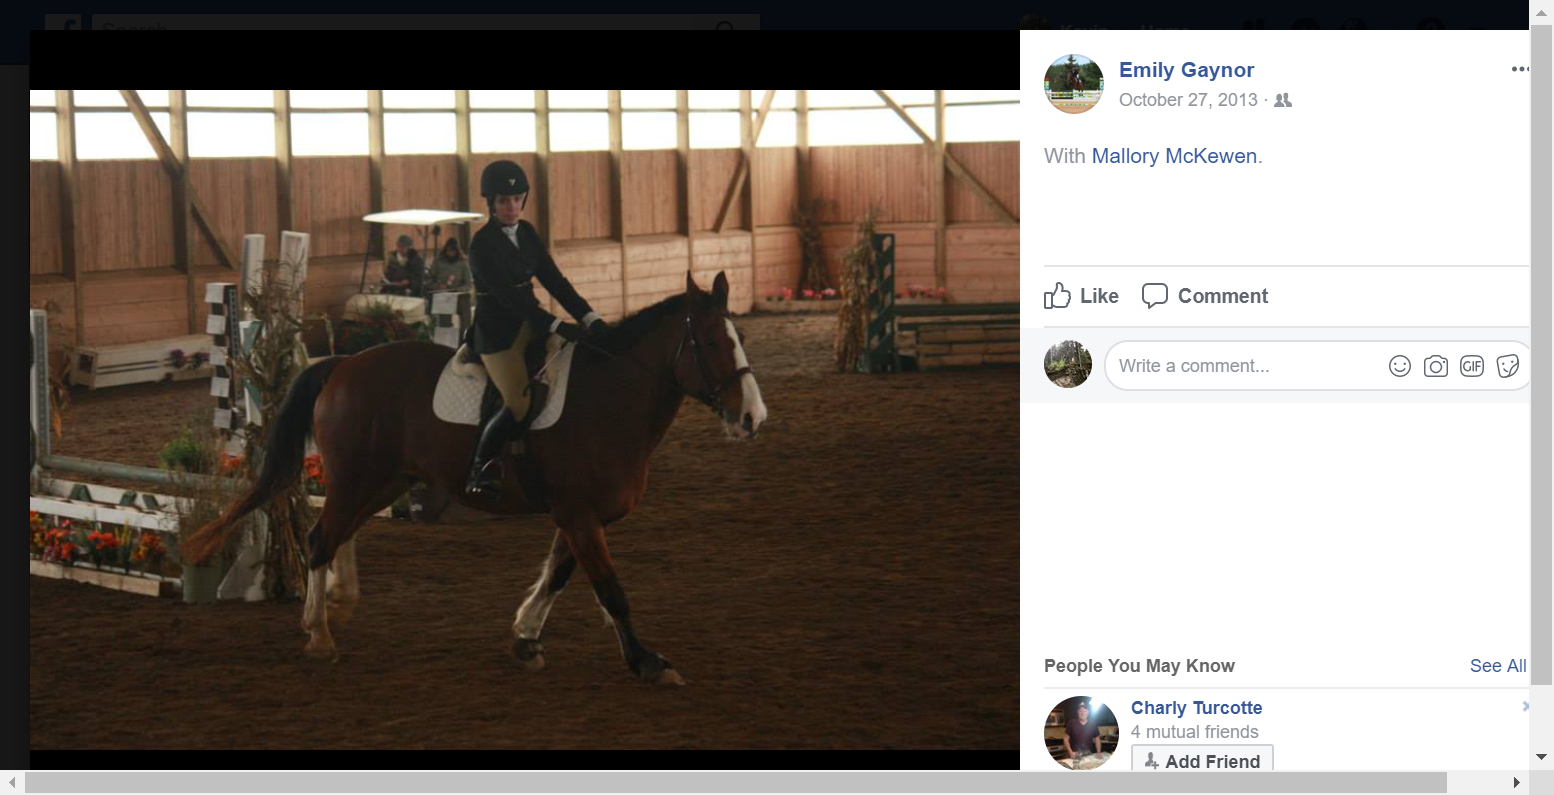 Search
Emily Gaynor
October 27, 2013 ·
With Mallory McKewen.
Like Comment
Write a comment...
GIF
People You May Know
See All
Charly Turcotte
4 mutual friends
Add Friend